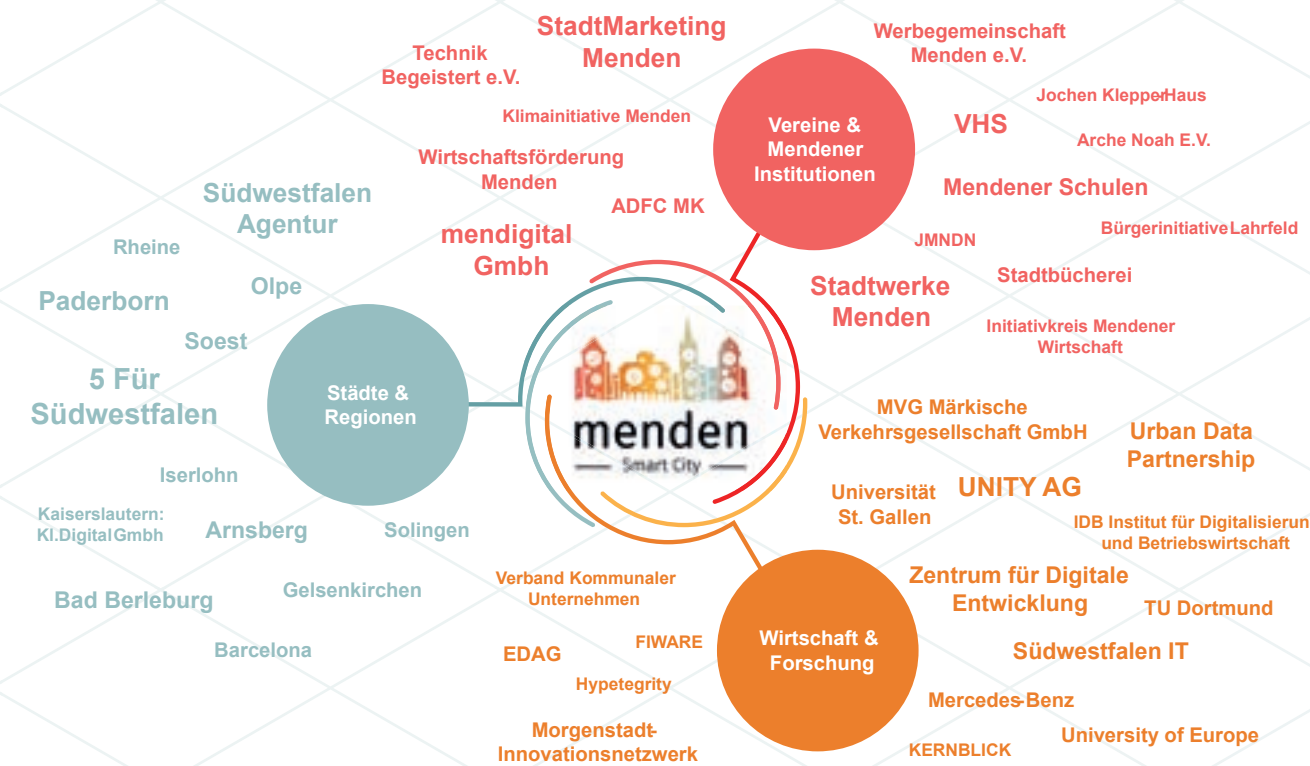 StadtMarketing
Menden
Technik
Begeistert e.V.
Klimainitiative Menden
Wirtschaftsförderung
Menden
ADFC MK
mendigital
Gmbh
Vereine &
Mendener
Institutionen
Werbegemeinschaft
Menden e.V.
Jochen Klepper-Haus
VHS
Arche Noah E.V.
Mendener Schulen
JMNDN
Bürgerinitiative Lahrfeld
Stadtwerke
Menden
Stadtbücherei
Initiativkreis Mendener
Wirtschaft
Südwestfalen
Agentur
Rheine
Olpe
Paderborn
Soest
5 Für
Südwestfalen
Städte &
Regionen
Iserlohn
Kaiserslautern:
Kl.Digital Gmbh
Arnsberg
Solingen
Bad Berleburg
Gelsenkirchen
Barcelona
menden
Smart City
MVG Märkische
Verkehrsgesellschaft GmbH
Urban Data
Partnership
Universität
St. Gallen
UNITY AG
IDB Institut für Digitalisierun
und Betriebswirtschaft
Zentrum für Digitale
Entwicklung
TU Dortmund
Verband Kommunaler
Unternehmen
FIWARE
EDAG
Hypetegrity
Morgenstadt-
Innovationsnetzwerk
Wirtschaft &
Forschung
Südwestfalen IT
Mercedes-Benz
University of Europe
KERNBLICK